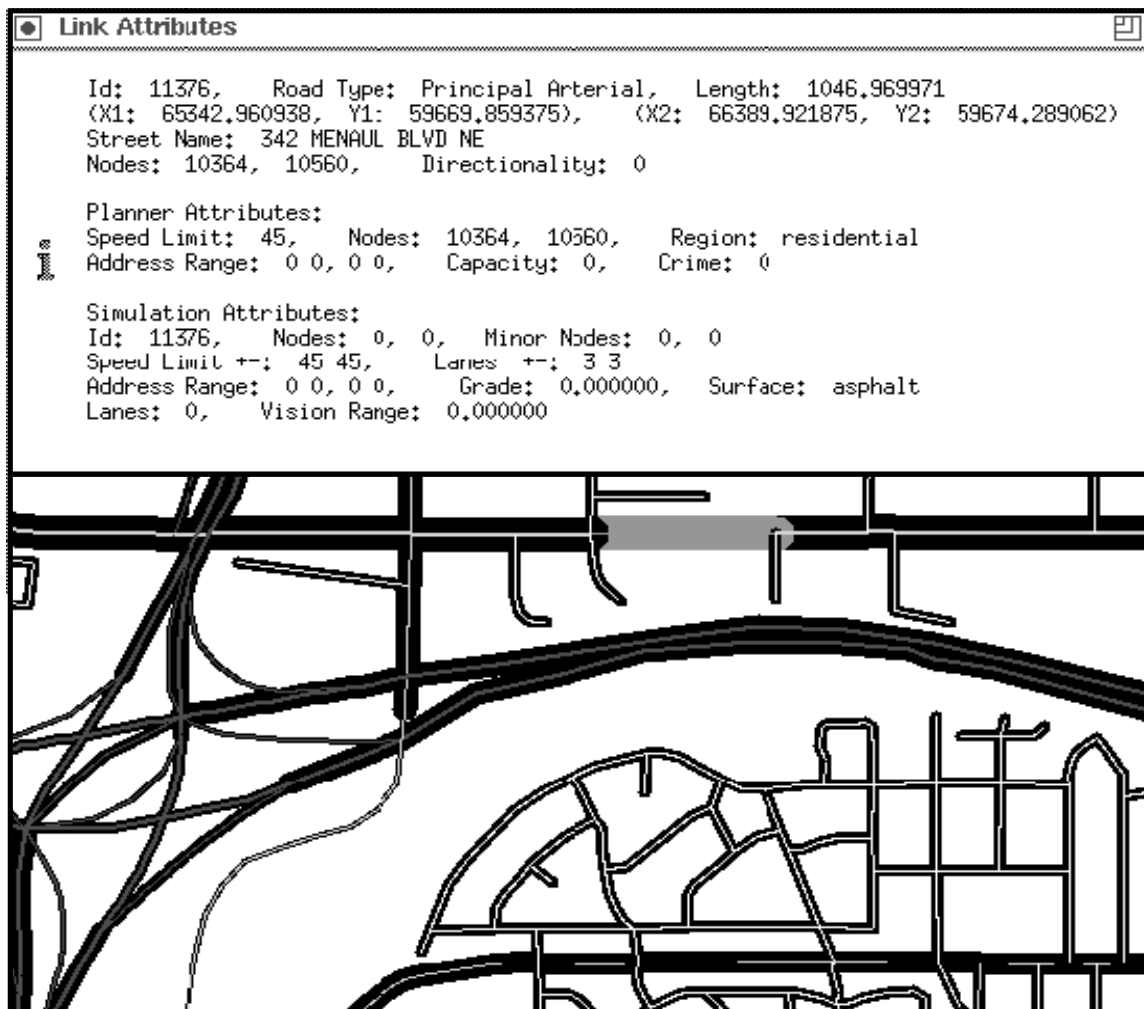 Link Attributes
Id: 11376, Road Type: Principal Arterial, Length: 1046.969971
(X1: 65342.960938, Y1: 59669.859375), (X2: 66389.921875, Y2: 59674.289062)
Street Name: 342 MENAUL BLVD NE
Nodes: 10364, 10560, Directionality: 0
Planner Attributes:
Speed Limit: 45, Nodes: 10364, 10560, Region: residential
i
Address Range: 0 0, 0 0, Capacity: 0, Crime: 0
Simulation Attributes:
Id: 11376, Nodes: 0, 0, Minor Nodes: 0, 0
Speed Limit +-: 45 45, Lanes +-: 3 3
Address Range: 0 0, 0 0, Grade: 0.000000, Surface: asphalt
Lanes: 0, Vision Range: 0.000000